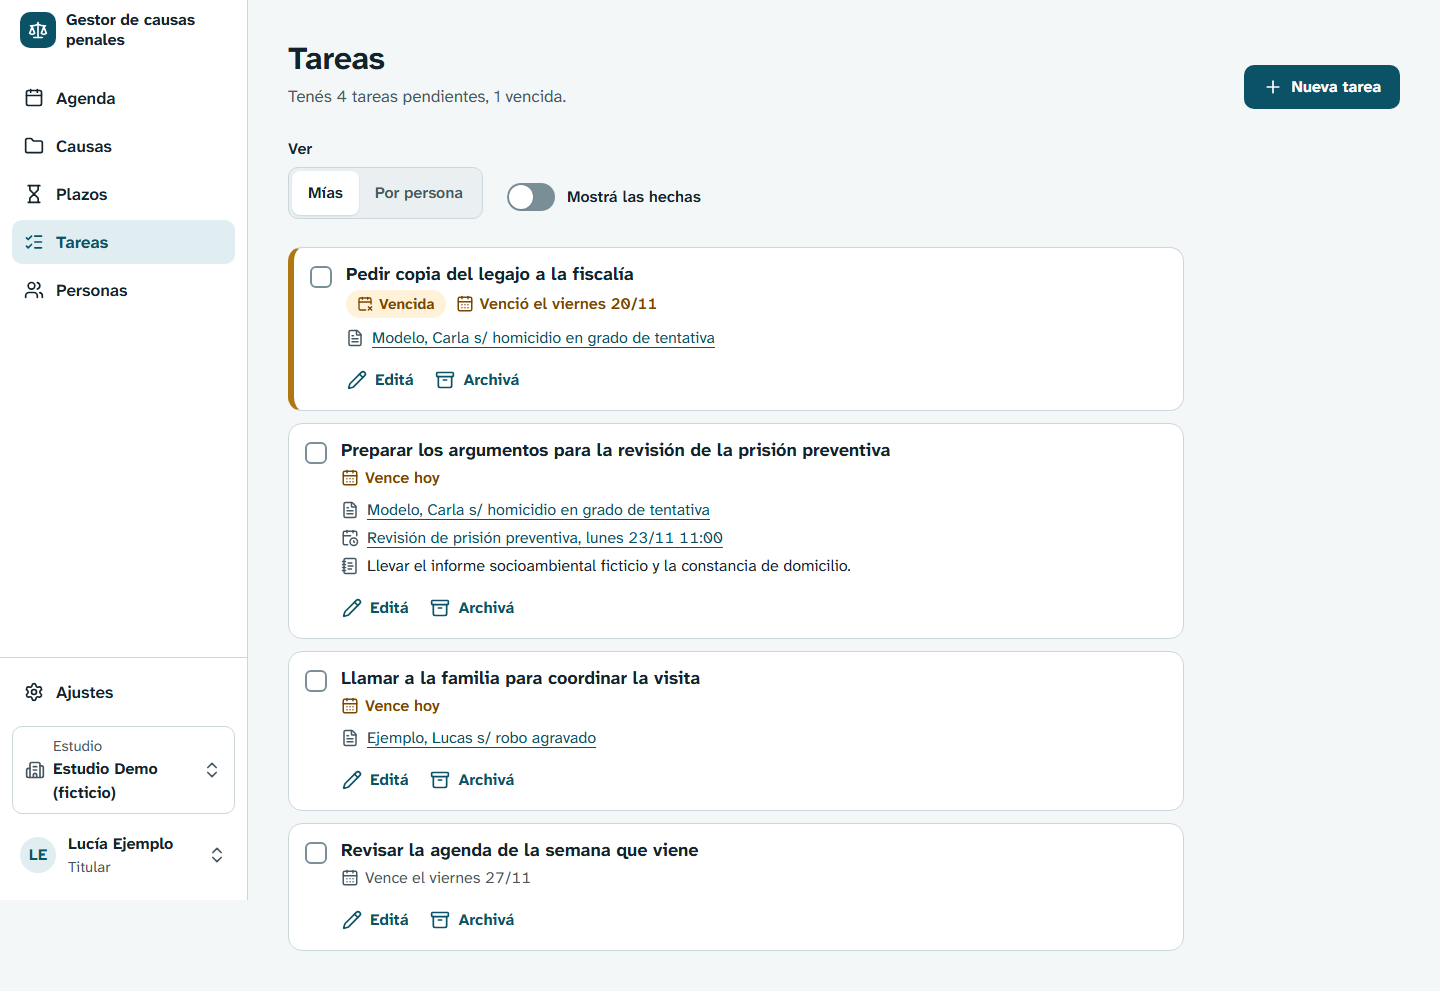 Gestor de causas
penales
Agenda
Causas
Plazos
Tareas
Personas
Ajustes
Estudio
Estudio Demo
(ficticio)
LE
Lucía Ejemplo
Titular
Tareas
Tenés 4 tareas pendientes, 1 vencida.
Nueva tarea
Ver
Mías Por persona Mostrá las hechas
Pedir copia del legajo a la fiscalía
Vencida Venció el viernes 20/11
Modelo, Carla s/ homicidio en grado de tentativa
Editá Archivá
Preparar los argumentos para la revisión de la prisión preventiva
Vence hoy
Modelo, Carla s/ homicidio en grado de tentativa
Revisión de prisión preventiva, lunes 23/11 11:00
Llevar el informe socioambiental ficticio y la constancia de domicilio.
Editá Archivá
Llamar a la familia para coordinar la visita
Vence hoy
Ejemplo, Lucas s/ robo agravado
Editá Archivá
Revisar la agenda de la semana que viene
Vence el viernes 27/11
Editá Archivá